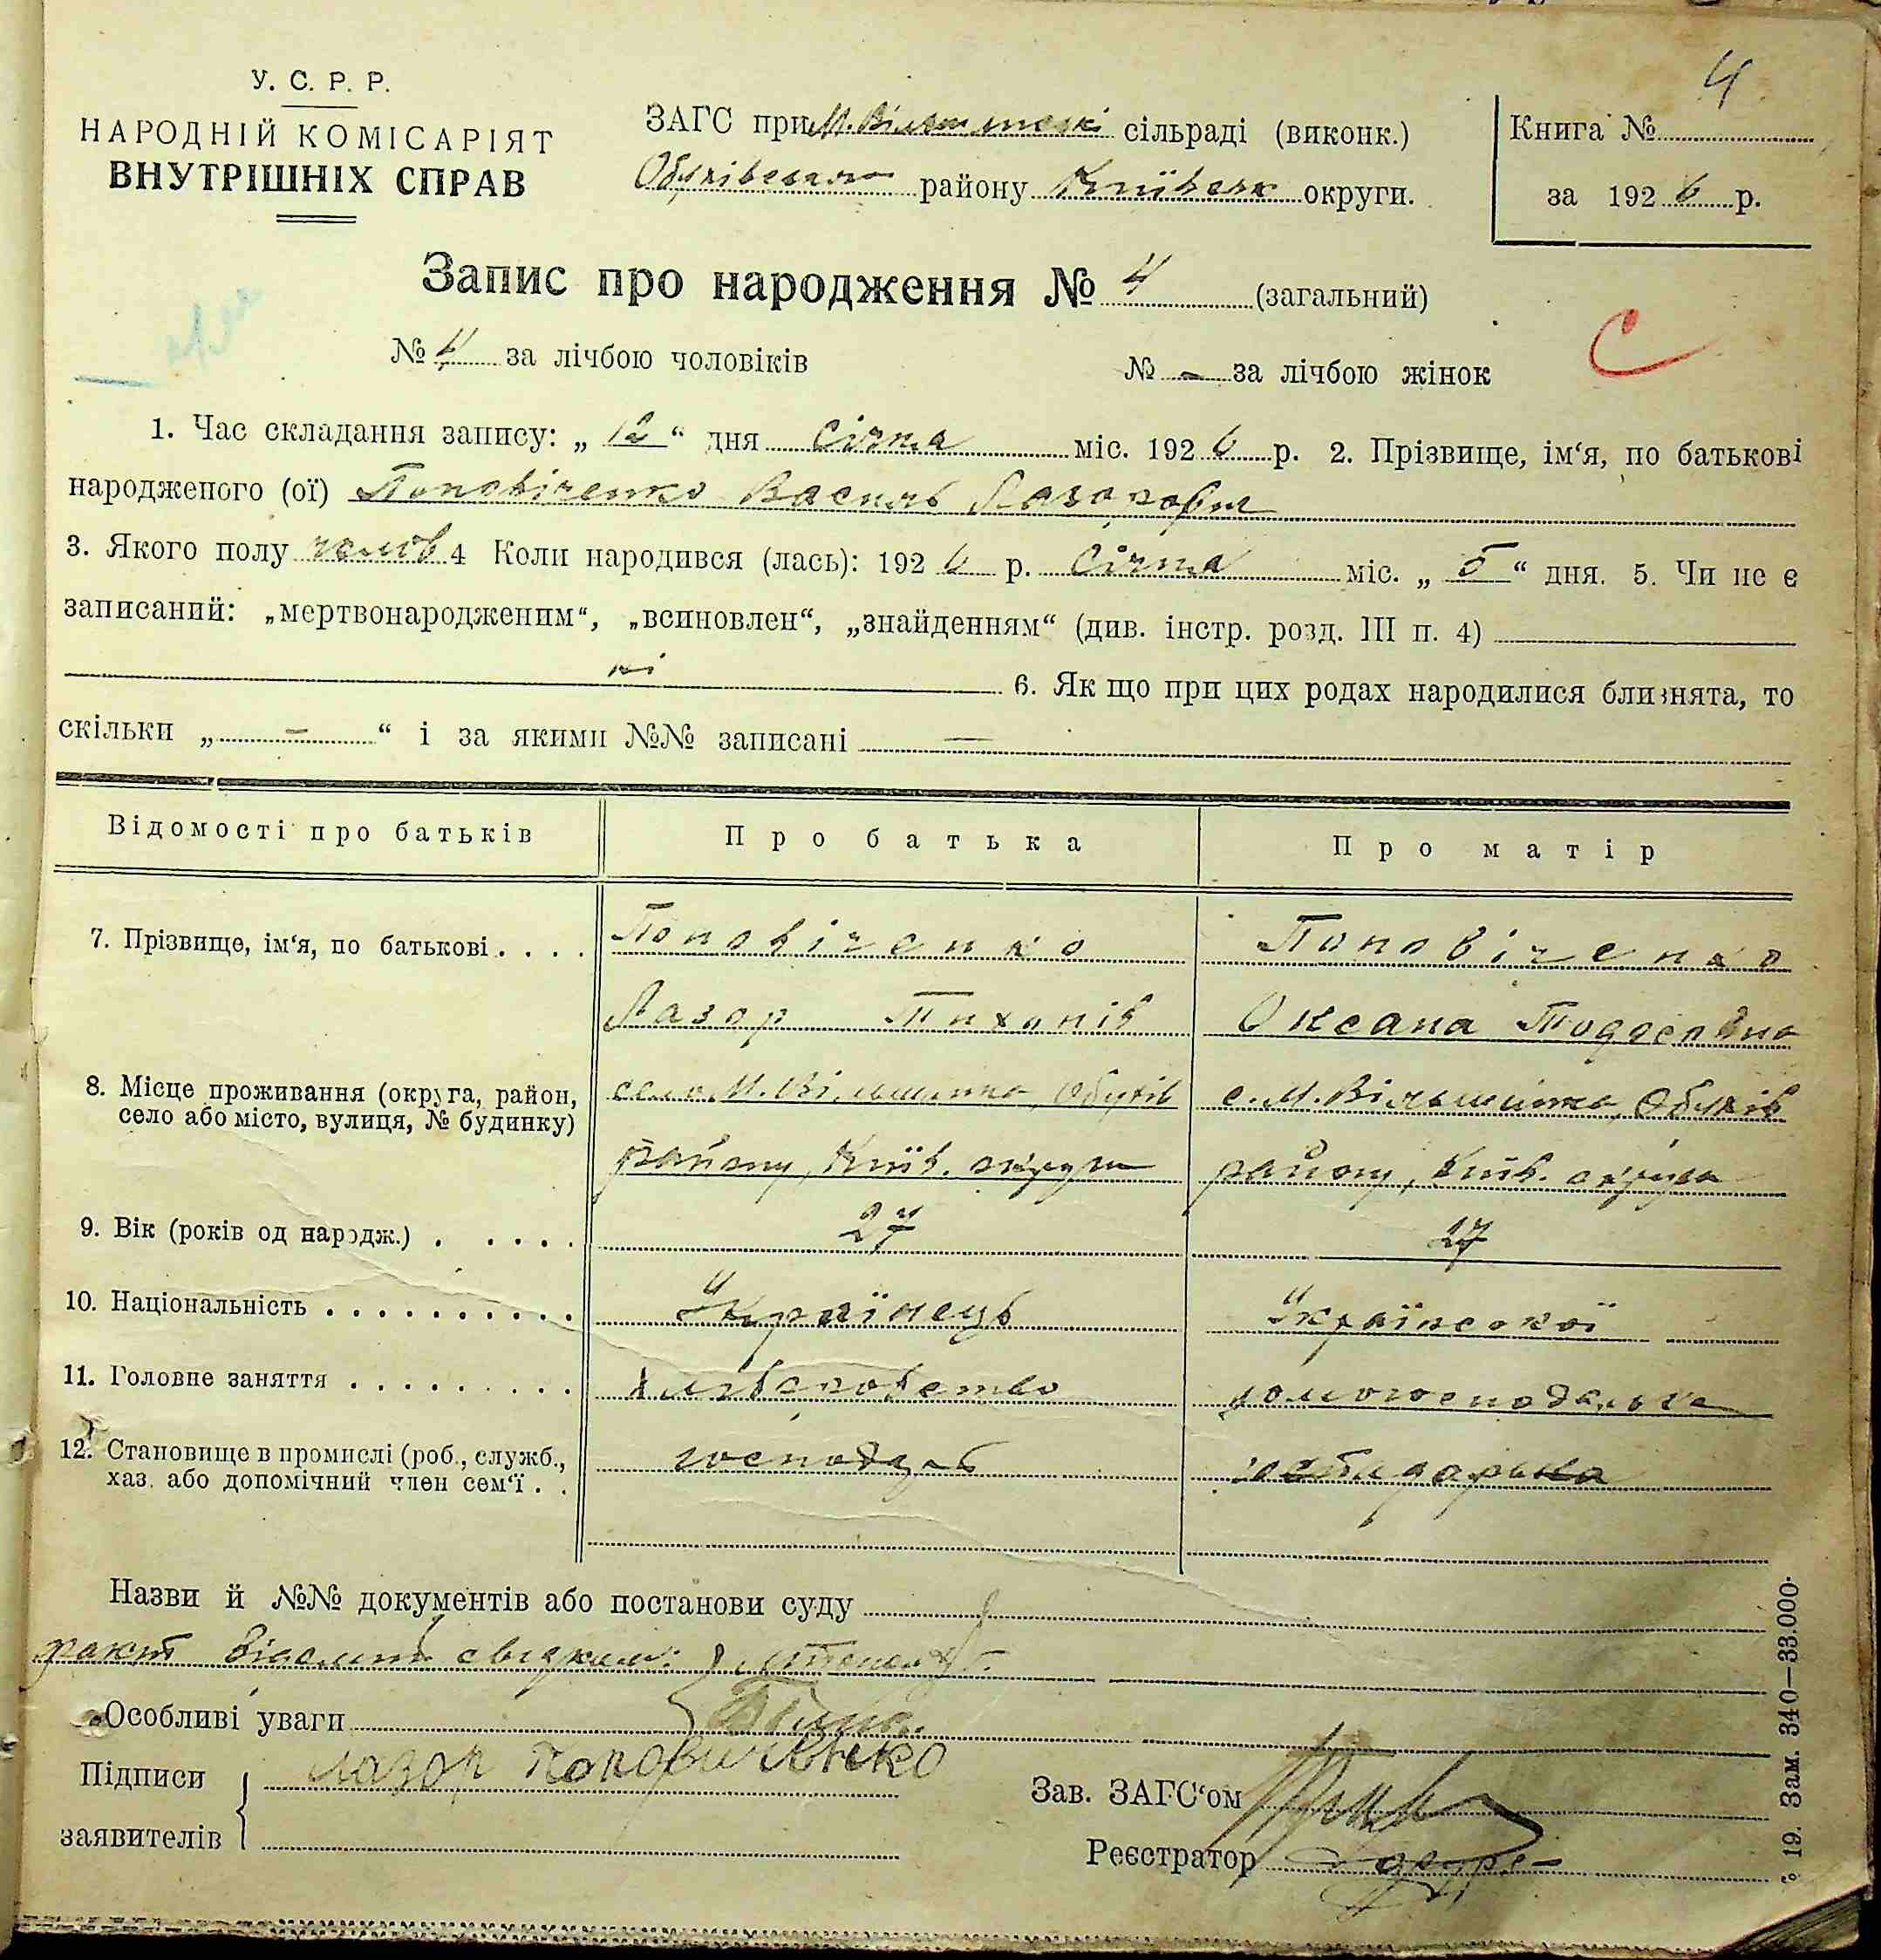 4
У. С. Р. Р.
НАРОДНІЙ КОМІСАРІЯТ
ВНУТРІШНІХ СПРАВ
ЗАГС при М. Вільшанскі сільраді (виконк.)
Обухівського району Київськ округи.
Книга №
за 1926 р.
Запис про народження № 4 (загальний)
№ 4 за лічбою чоловіків
№ - за лічбою жінок
С
1. Час складання запису: „ 12 “ дня Січня міс. 1926 р. 2. Прізвище, ім‘я, по батькові
народженого (ої) Поповіченко Василь Лазарович
3. Якого полу чолов 4 Коли народився (лась): 1926 р. Січня міс. „ 5 “ дня. 5. Чи не є
записаний: „мертвонародженим“, „всиновлен“, „знайденням“ (див. інстр. розд. III п. 4)
ні 6. Як що при цих родах народилися близнята, то
скільки „ - “ і за якими №№ записані —
Відомості про батьків
Про батька
Про матір
7. Прізвище, ім‘я, по батькові . . . .
Поповіченко
Лазор Тихонів
Поповіченко
Оксана Тодосовна
8. Місце проживання (округа, район,
село або місто, вулиця, № будинку)
село М. Вільшанка, Обухів
району, Київ. округи
с. М. Вільшанка, Обухів
району, Київ. округи
9. Вік (років од народж.) . . . . .
27
27
10. Національність . . . . . . . . . .
Українець
Української
11. Головне заняття . . . . . . . . .
хліборобство
домогосподарька
12. Становище в промислі (роб., служб.,
хаз. або допомічний член сем‘ї . .
господарь
господарька
Назви й №№ документів або постанови суду
факт
Особливі уваги
Підписи
заявителів
Лазор Поповиченко
Зав. ЗАГС‘ом
Реєстратор
19. Зам. 340—33.000·